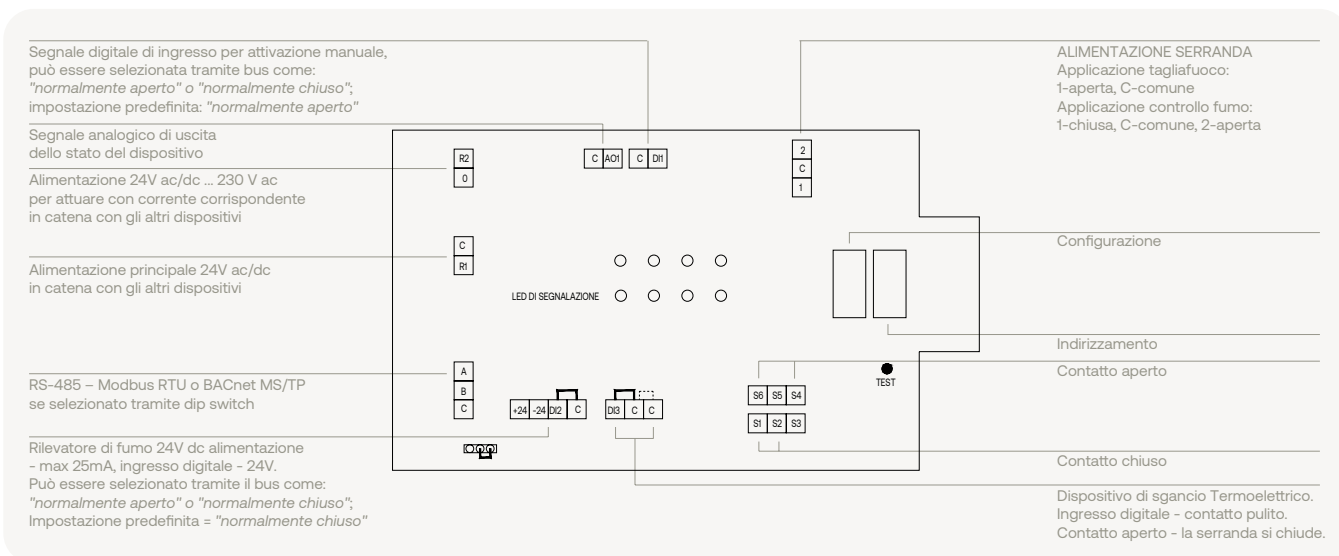 Segnale digitale di ingresso per attivazione manuale,
può essere selezionata tramite bus come:
"normalmente aperto" o "normalmente chiuso";
impostazione predefinita: "normalmente aperto"
Segnale analogico di uscita
dello stato del dispositivo
Alimentazione 24V ac/dc ... 230 V ac
per attuare con corrente corrispondente
in catena con gli altri dispositivi
Alimentazione principale 24V ac/dc
in catena con gli altri dispositivi
RS-485 – Modbus RTU o BACnet MS/TP
se selezionato tramite dip switch
Rilevatore di fumo 24V dc alimentazione
- max 25mA, ingresso digitale - 24V.
Può essere selezionato tramite il bus come:
"normalmente aperto" o "normalmente chiuso";
Impostazione predefinita = "normalmente chiuso"
R2
0
C
R1
A
B
C
C AO1 C DI1
2
C
1
LED DI SEGNALAZIONE
+24 -24 DI2 C
DI3 C C
S6 S5 S4
S1 S2 S3
TEST
ALIMENTAZIONE SERRANDA
Applicazione tagliafuoco:
1-aperta, C-comune
Applicazione controllo fumo:
1-chiusa, C-comune, 2-aperta
Configurazione
Indirizzamento
Contatto aperto
Contatto chiuso
Dispositivo di sgancio Termoelettrico.
Ingresso digitale - contatto pulito.
Contatto aperto - la serranda si chiude.